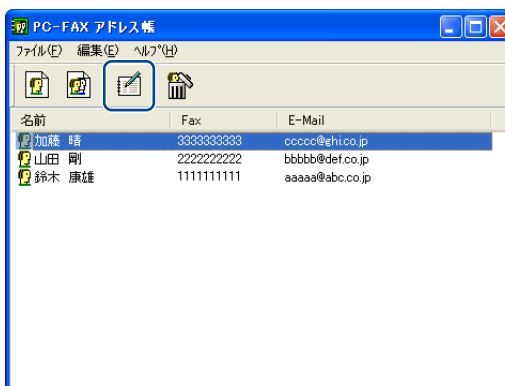 PC-FAX アドレス帳
ファイル(F) 編集(E) ヘルプ(H)
名前 Fax E-Mail
加藤 晴 3333333333 ccccc@ghi.co.jp
山田 剛 2222222222 bbbbb@def.co.jp
鈴木 康雄 1111111111 aaaaa@abc.co.jp